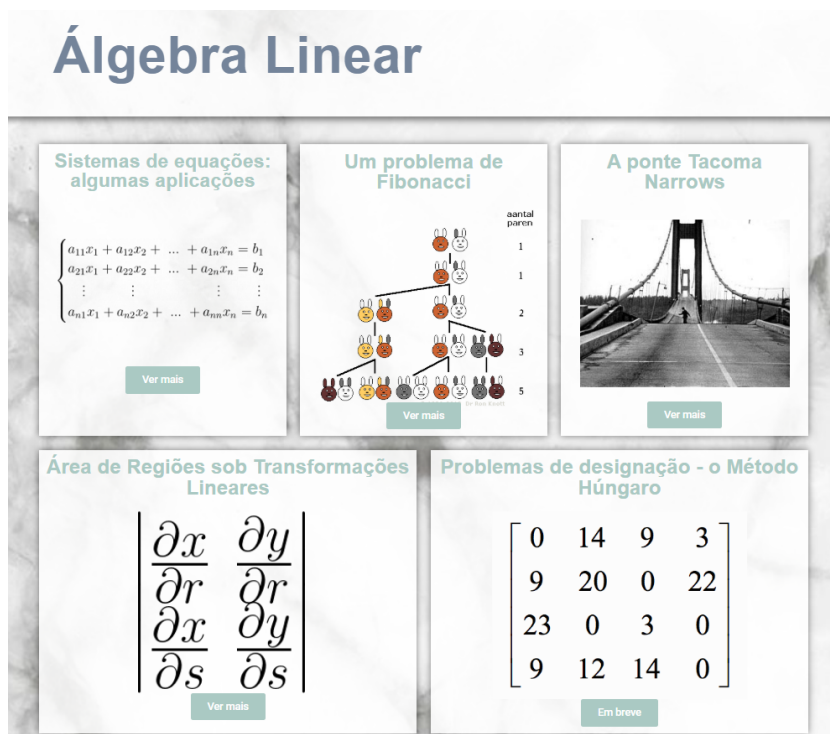 Álgebra Linear
Sistemas de equações:
algumas aplicações
a₁₁x₁ + a₁₂x₂ + ... + a₁ₙxₙ = b₁
a₂₁x₁ + a₂₂x₂ + ... + a₂ₙxₙ = b₂
⋮ ⋮ ⋮ ⋮
aₙ₁x₁ + aₙ₂x₂ + ... + aₙₙxₙ = bₙ
Ver mais
Um problema de
Fibonacci
aantal
paren
1
1
2
3
5
Ver mais
A ponte Tacoma
Narrows
Ver mais
Área de Regiões sob Transformações
Lineares
∂x ∂y
∂r ∂r
∂x ∂y
∂s ∂s
Ver mais
Problemas de designação - o Método
Húngaro
0 14 9 3
9 20 0 22
23 0 3 0
9 12 14 0
Em breve